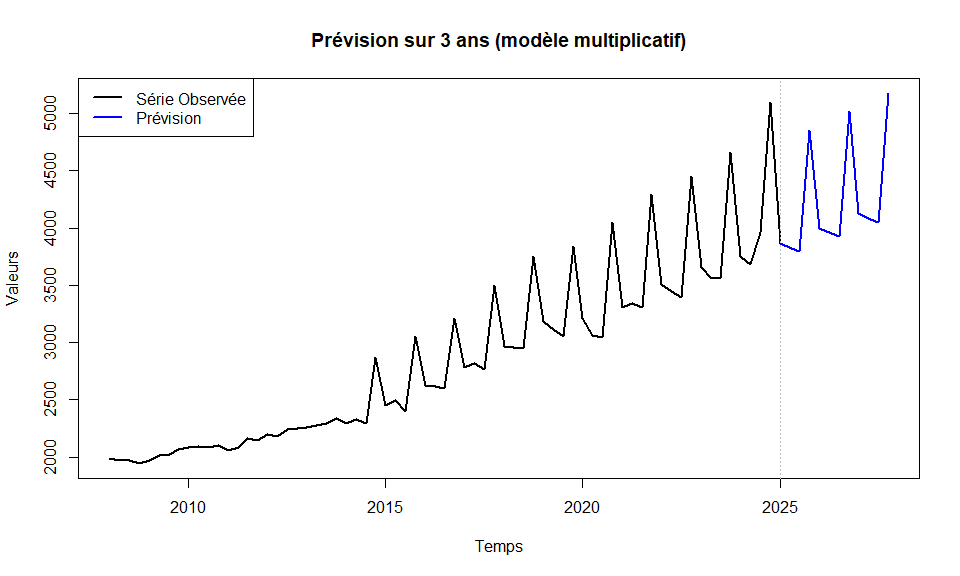 Prévision sur 3 ans (modèle multiplicatif)
Série Observée
Prévision
5000
4500
4000
3500
3000
2500
2000
Valeurs
2010 2015 2020 2025
Temps